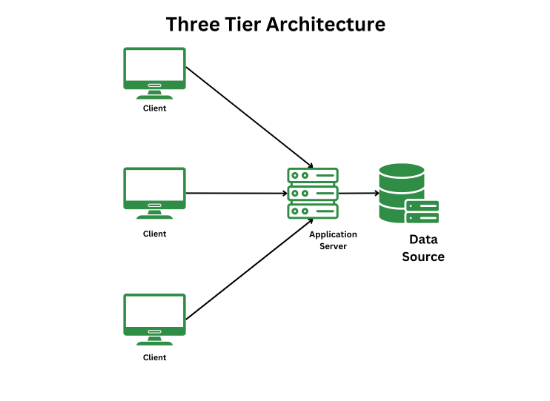 Three Tier Architecture
Client
Client
Application
Server
Data
Source
Client